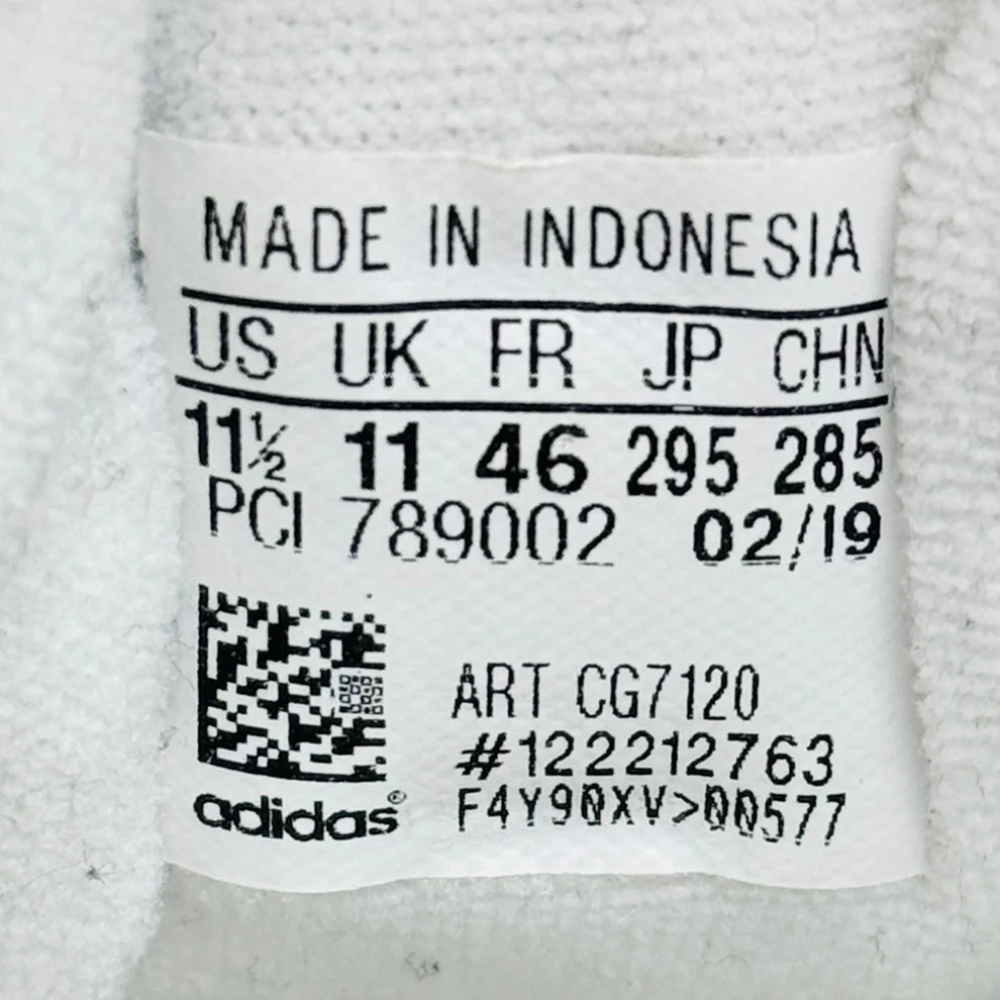 MADE IN INDONESIA
US UK FR JP CHN
11½ 11 46 295 285
PCI 789002 02/19
ART CG7120
#122212763
F4Y90XV>00577
adidas®